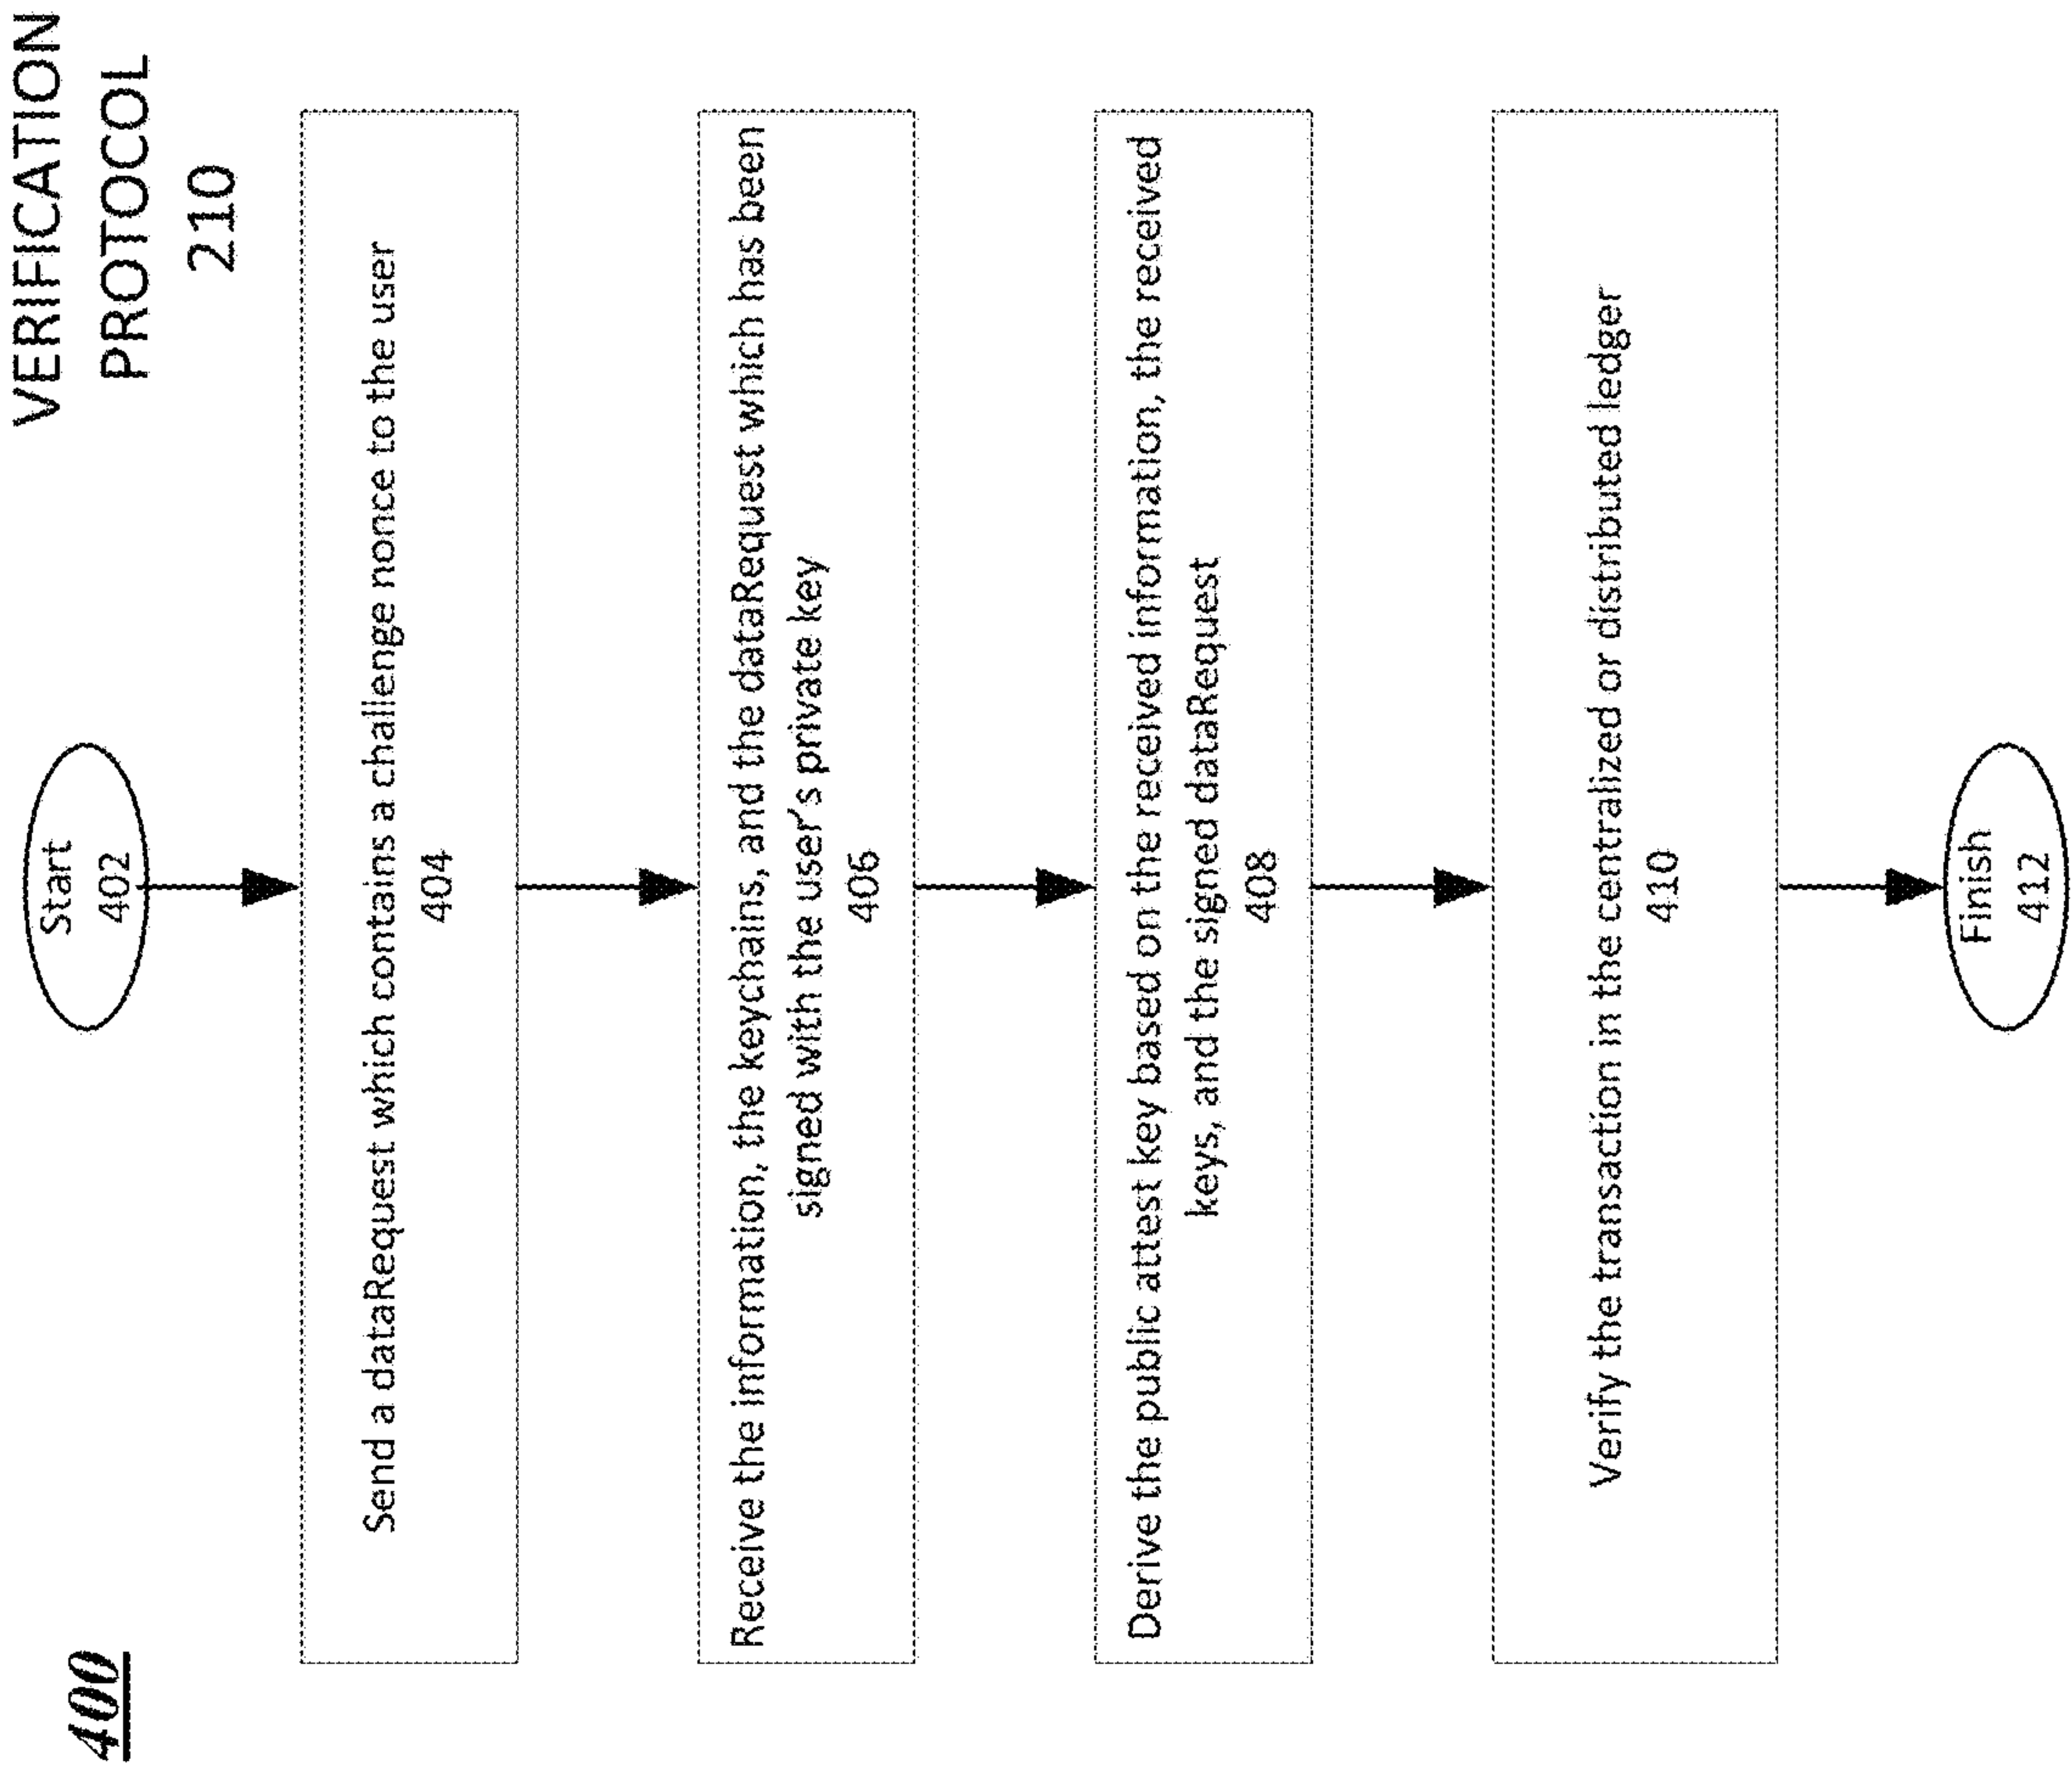 400
VERIFICATION
PROTOCOL
210
Start
402
Send a dataRequest which contains a challenge nonce to the user
404
Receive the information, the keychains, and the dataRequest which has been
signed with the user's private key
406
Derive the public attest key based on the received information, the received
keys, and the signed dataRequest
408
Verify the transaction in the centralized or distributed ledger
410
Finish
412